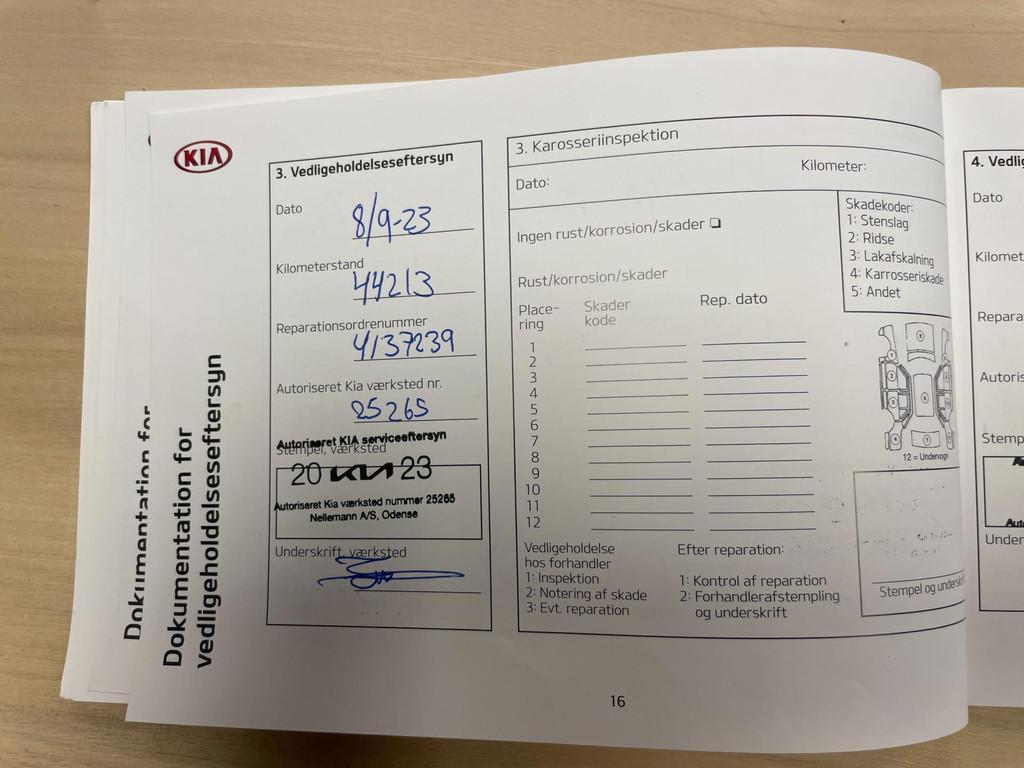 KIA
Dokumentation for
Dokumentation for
vedligeholdelseseftersyn
3. Vedligeholdelseseftersyn
Dato
8/9-23
Kilometerstand
44213
Reparationsordrenummer
4137239
Autoriseret Kia værksted nr.
25265
Autoriseret KIA serviceeftersyn
Stempel, værksted
20 KIA 23
Autoriseret Kia værksted nummer 25265
Nellemann A/S, Odense
Underskrift, værksted
3. Karosseriinspektion
Dato:
Kilometer:
Ingen rust/korrosion/skader
Skadekoder:
1: Stenslag
2: Ridse
3: Lakafskalning
4: Karrosseriskade
5: Andet
Rust/korrosion/skader
Place-
ring
Skader
kode
Rep. dato
1
2
3
4
5
6
7
8
9
10
11
12
12 = Undervogn
Vedligeholdelse
hos forhandler
1: Inspektion
2: Notering af skade
3: Evt. reparation
Efter reparation:
1: Kontrol af reparation
2: Forhandlerafstempling
og underskrift
Stempel og underskri
16
4. Vedlig
Dato
Kilomet
Repara
Autoris
Stemp
Autc
Under